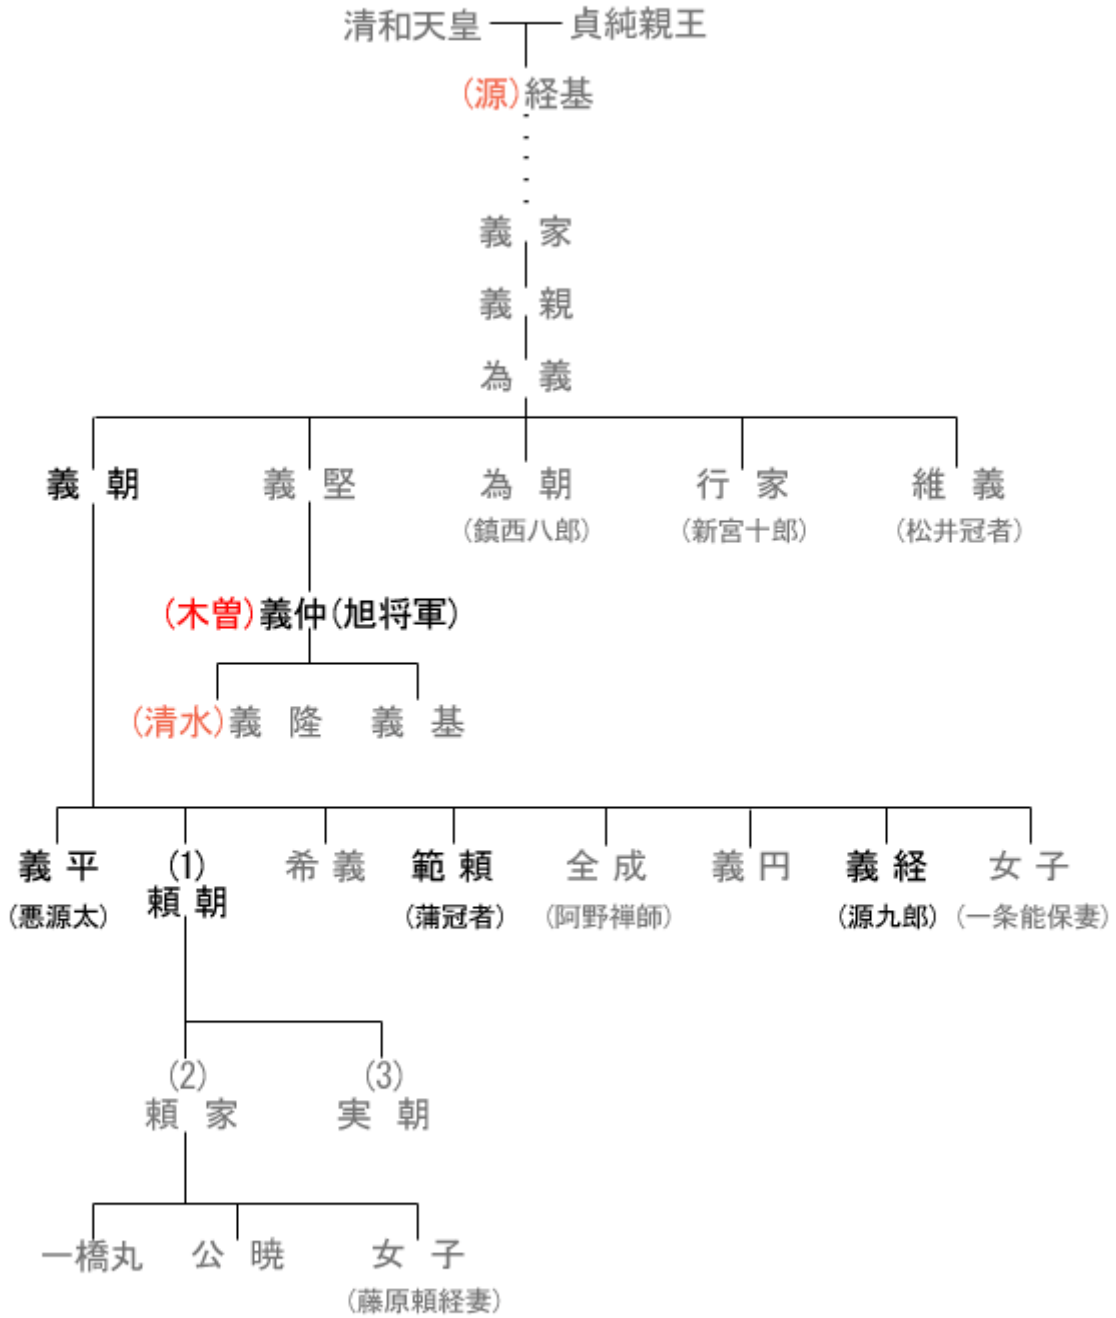 清和天皇 貞純親王
(源)経基
義 家
義 親
為 義
義 朝 義 堅 為 朝 行 家 維 義
(鎮西八郎) (新宮十郎) (松井冠者)
(木曽)義仲(旭将軍)
(清水)義 隆 義 基
義 平 (1) 希 義 範 頼 全 成 義 円 義 経 女 子
頼 朝
(悪源太) (蒲冠者) (阿野禅師) (源九郎) (一条能保妻)
(2) (3)
頼 家 実 朝
一橋丸 公 暁 女 子
(藤原頼経妻)